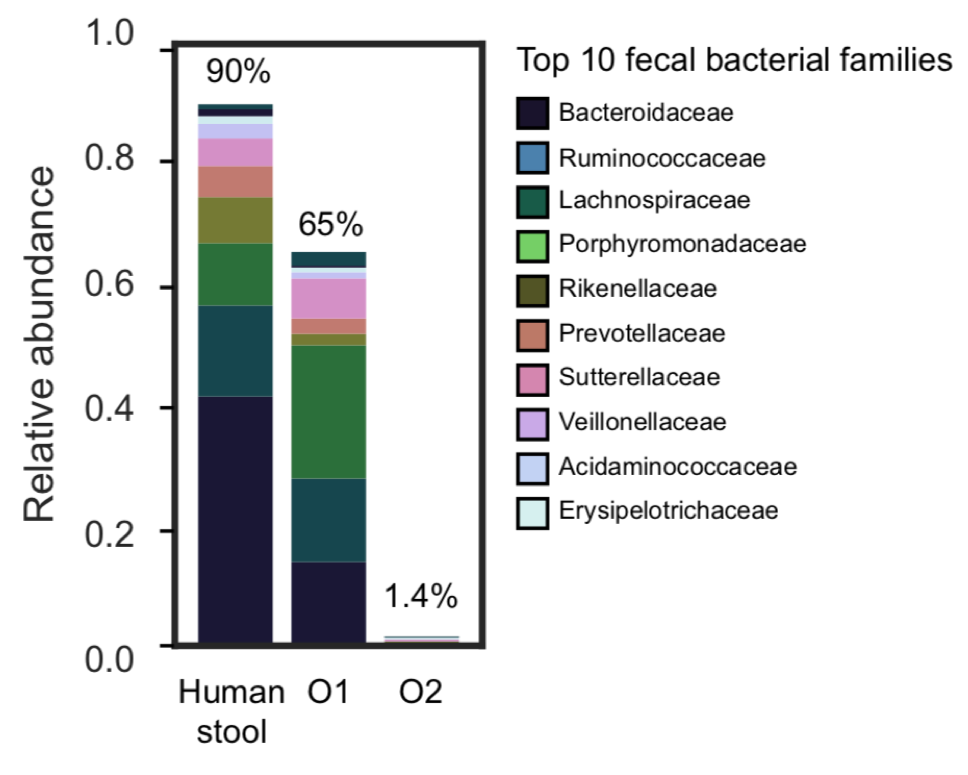 Relative abundance
1.0
0.8
0.6
0.4
0.2
0.0
90%
65%
1.4%
Human
stool
O1
O2
Top 10 fecal bacterial families
Bacteroidaceae
Ruminococcaceae
Lachnospiraceae
Porphyromonadaceae
Rikenellaceae
Prevotellaceae
Sutterellaceae
Veillonellaceae
Acidaminococcaceae
Erysipelotrichaceae